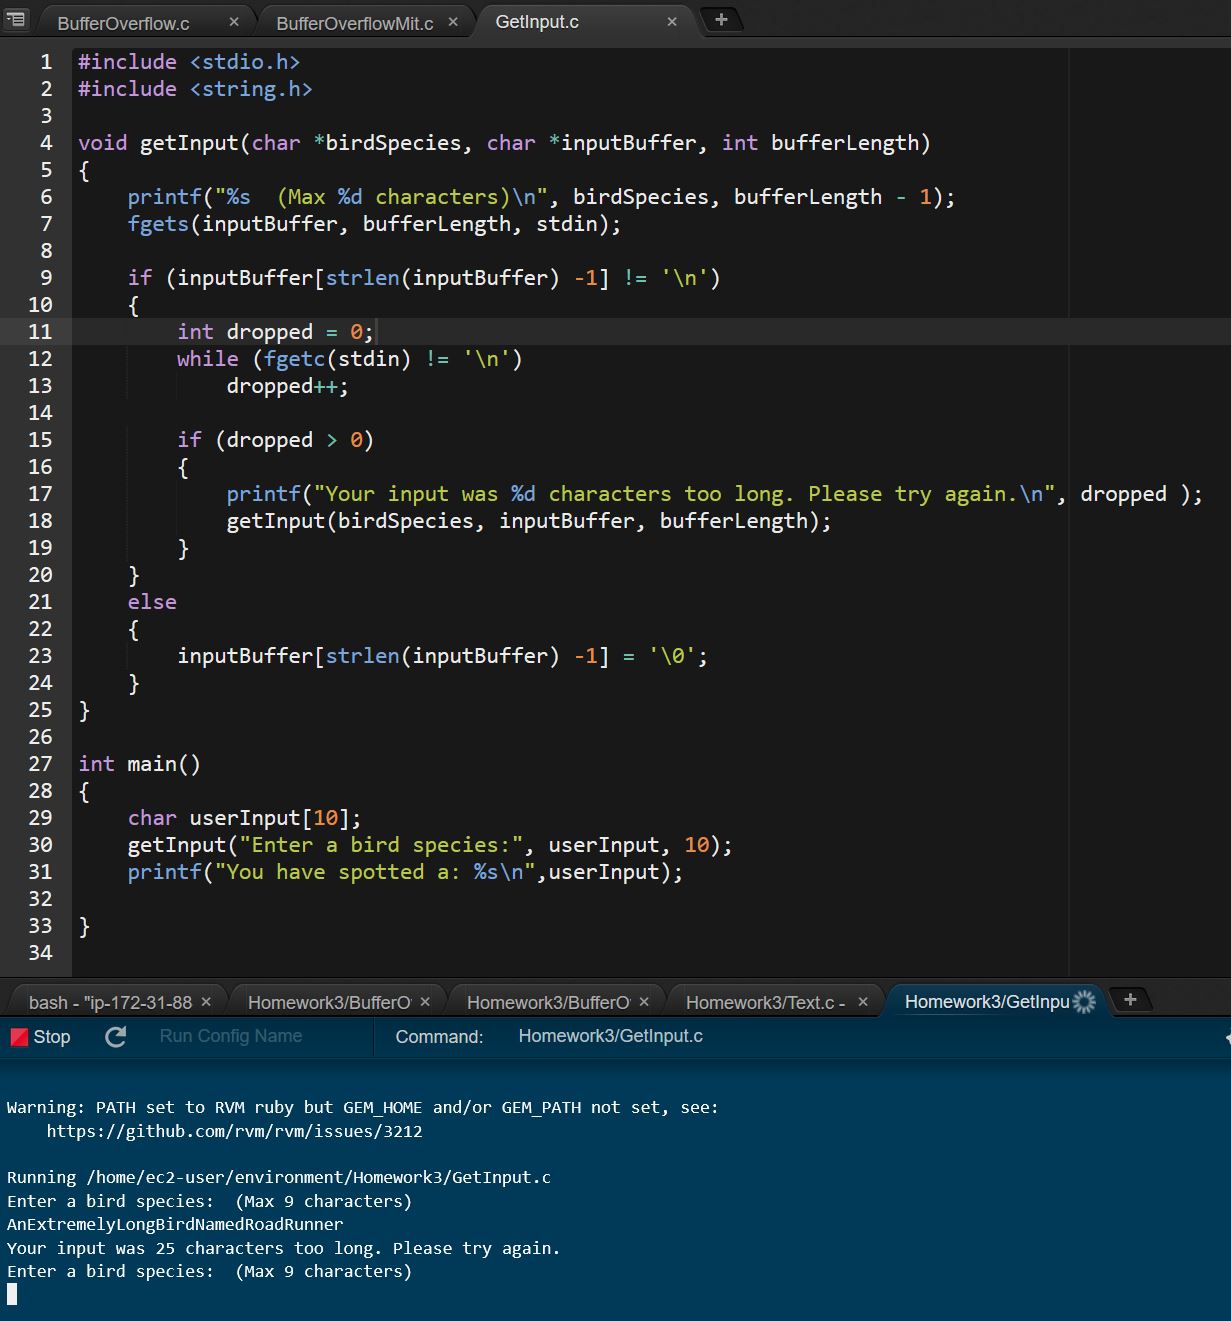 BufferOverflow.c × BufferOverflowMit.c × GetInput.c × +
1 #include <stdio.h>
2 #include <string.h>
3
4 void getInput(char *birdSpecies, char *inputBuffer, int bufferLength)
5 {
6     printf("%s  (Max %d characters)\n", birdSpecies, bufferLength - 1);
7     fgets(inputBuffer, bufferLength, stdin);
8
9     if (inputBuffer[strlen(inputBuffer) -1] != '\n')
10     {
11         int dropped = 0;
12         while (fgetc(stdin) != '\n')
13             dropped++;
14
15         if (dropped > 0)
16         {
17             printf("Your input was %d characters too long. Please try again.\n", dropped );
18             getInput(birdSpecies, inputBuffer, bufferLength);
19         }
20     }
21     else
22     {
23         inputBuffer[strlen(inputBuffer) -1] = '\0';
24     }
25 }
26
27 int main()
28 {
29     char userInput[10];
30     getInput("Enter a bird species:", userInput, 10);
31     printf("You have spotted a: %s\n",userInput);
32
33 }
34
bash - "ip-172-31-88 × Homework3/BufferO × Homework3/BufferO × Homework3/Text.c - × Homework3/GetInpu +
Stop Run Config Name Command: Homework3/GetInput.c
Warning: PATH set to RVM ruby but GEM_HOME and/or GEM_PATH not set, see:
    https://github.com/rvm/rvm/issues/3212
Running /home/ec2-user/environment/Homework3/GetInput.c
Enter a bird species:  (Max 9 characters)
AnExtremelyLongBirdNamedRoadRunner
Your input was 25 characters too long. Please try again.
Enter a bird species:  (Max 9 characters)